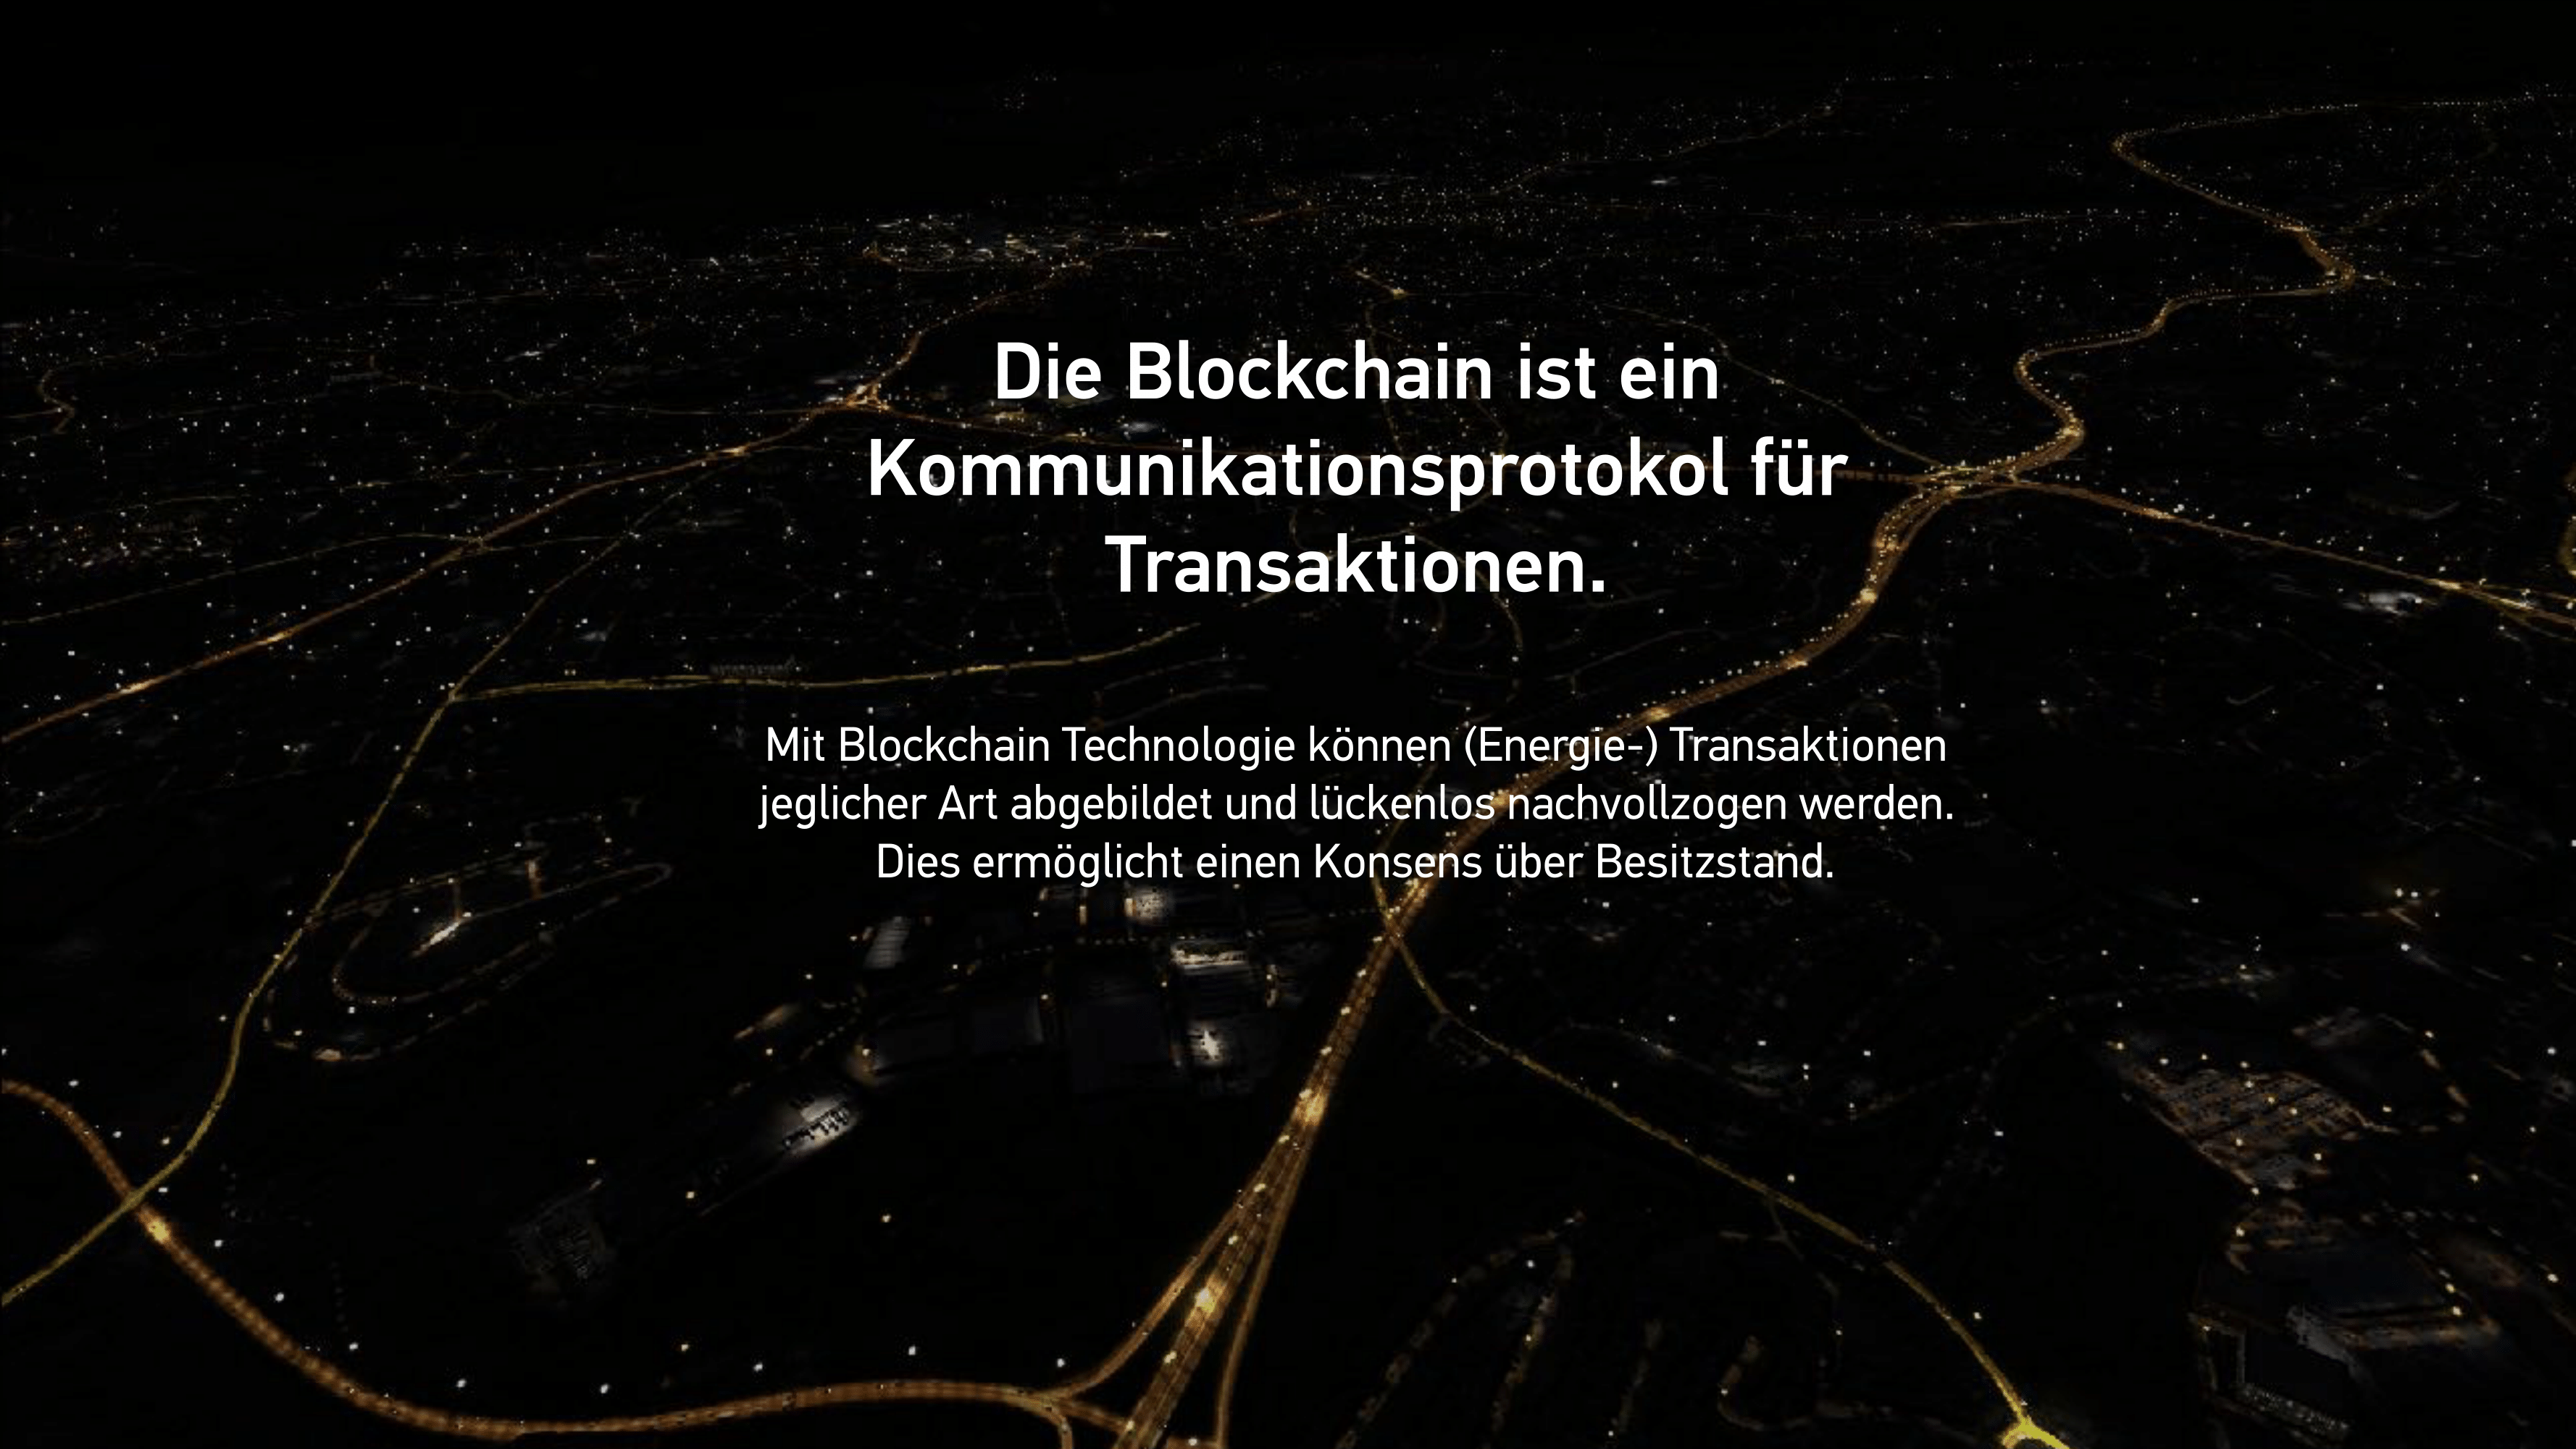 Die Blockchain ist ein
Kommunikationsprotokol für
Transaktionen.
Mit Blockchain Technologie können (Energie-) Transaktionen
jeglicher Art abgebildet und lückenlos nachvollzogen werden.
Dies ermöglicht einen Konsens über Besitzstand.